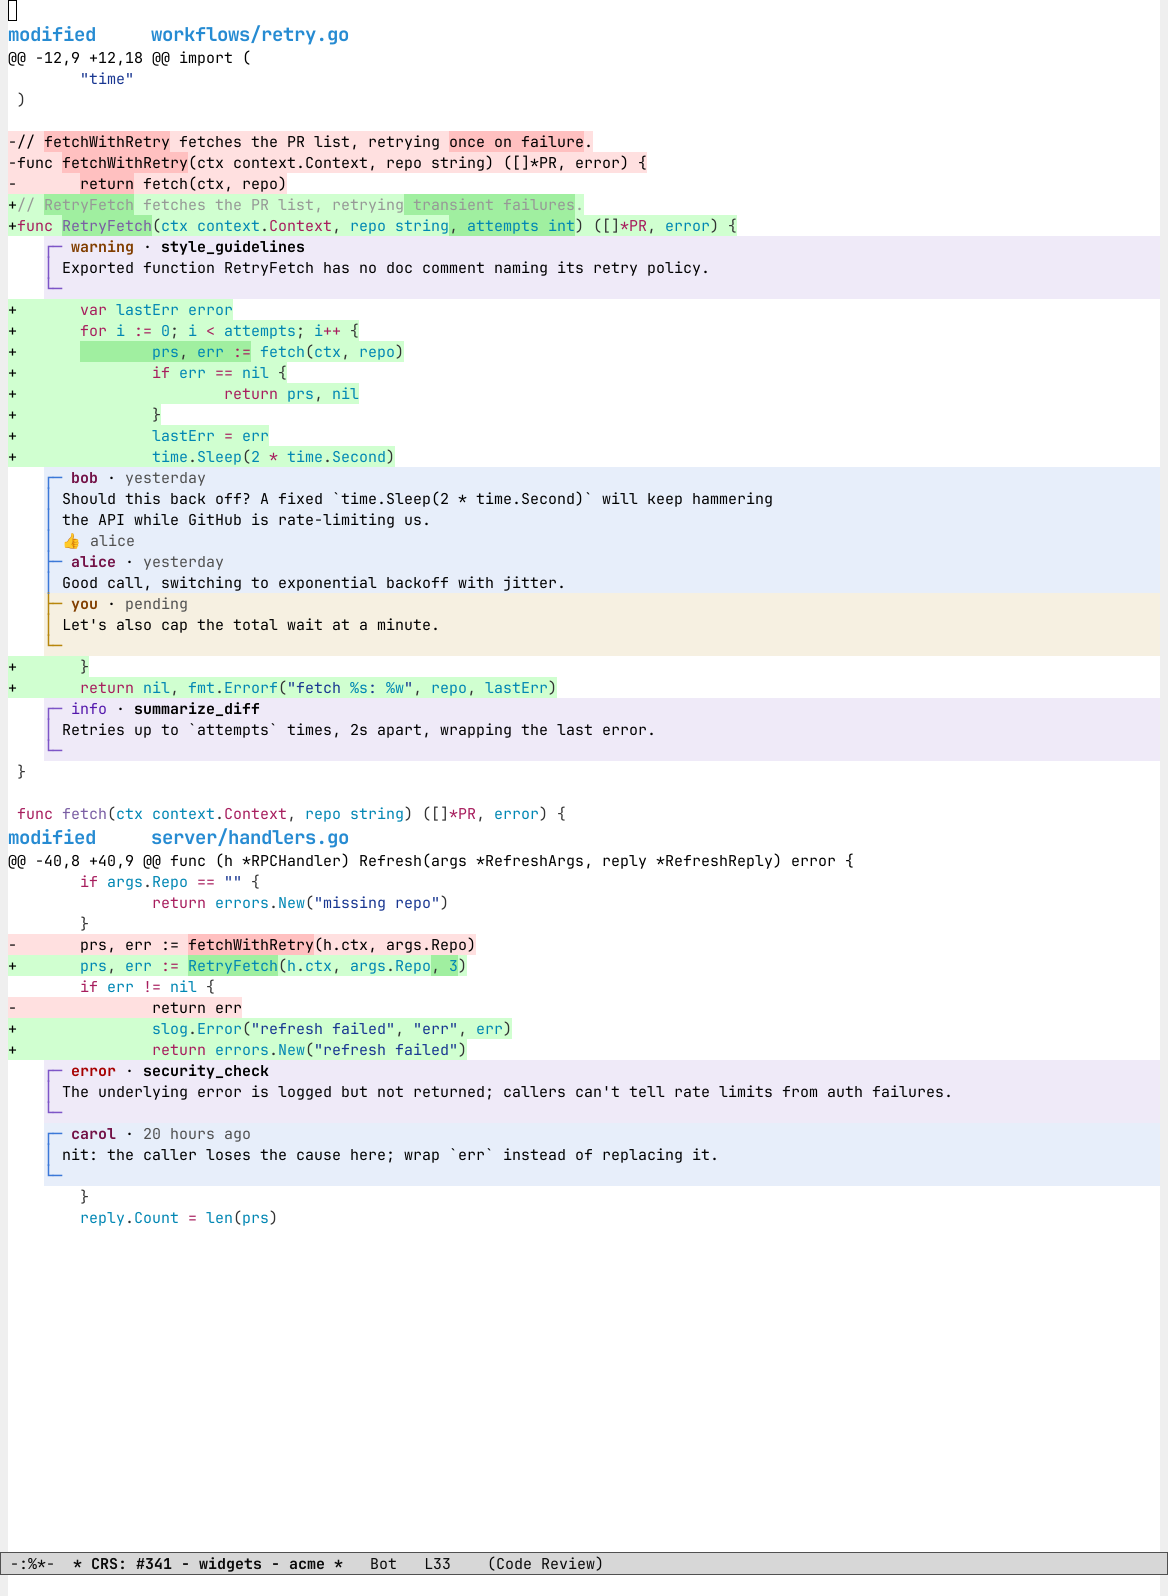 modified     workflows/retry.go
@@ -12,9 +12,18 @@ import (
        "time"
 )
-// fetchWithRetry fetches the PR list, retrying once on failure.
-func fetchWithRetry(ctx context.Context, repo string) ([]*PR, error) {
-       return fetch(ctx, repo)
+// RetryFetch fetches the PR list, retrying transient failures.
+func RetryFetch(ctx context.Context, repo string, attempts int) ([]*PR, error) {
    ┌─ warning · style_guidelines
    │ Exported function RetryFetch has no doc comment naming its retry policy.
    └─
+       var lastErr error
+       for i := 0; i < attempts; i++ {
+               prs, err := fetch(ctx, repo)
+               if err == nil {
+                       return prs, nil
+               }
+               lastErr = err
+               time.Sleep(2 * time.Second)
    ┌─ bob · yesterday
    │ Should this back off? A fixed `time.Sleep(2 * time.Second)` will keep hammering
    │ the API while GitHub is rate-limiting us.
    │ 👍 alice
    ├─ alice · yesterday
    │ Good call, switching to exponential backoff with jitter.
    ├─ you · pending
    │ Let's also cap the total wait at a minute.
    └─
+       }
+       return nil, fmt.Errorf("fetch %s: %w", repo, lastErr)
    ┌─ info · summarize_diff
    │ Retries up to `attempts` times, 2s apart, wrapping the last error.
    └─
 }
 func fetch(ctx context.Context, repo string) ([]*PR, error) {
modified     server/handlers.go
@@ -40,8 +40,9 @@ func (h *RPCHandler) Refresh(args *RefreshArgs, reply *RefreshReply) error {
        if args.Repo == "" {
                return errors.New("missing repo")
        }
-       prs, err := fetchWithRetry(h.ctx, args.Repo)
+       prs, err := RetryFetch(h.ctx, args.Repo, 3)
        if err != nil {
-               return err
+               slog.Error("refresh failed", "err", err)
+               return errors.New("refresh failed")
    ┌─ error · security_check
    │ The underlying error is logged but not returned; callers can't tell rate limits from auth failures.
    └─
    ┌─ carol · 20 hours ago
    │ nit: the caller loses the cause here; wrap `err` instead of replacing it.
    └─
        }
        reply.Count = len(prs)
-:%*-  * CRS: #341 - widgets - acme *   Bot   L33    (Code Review)